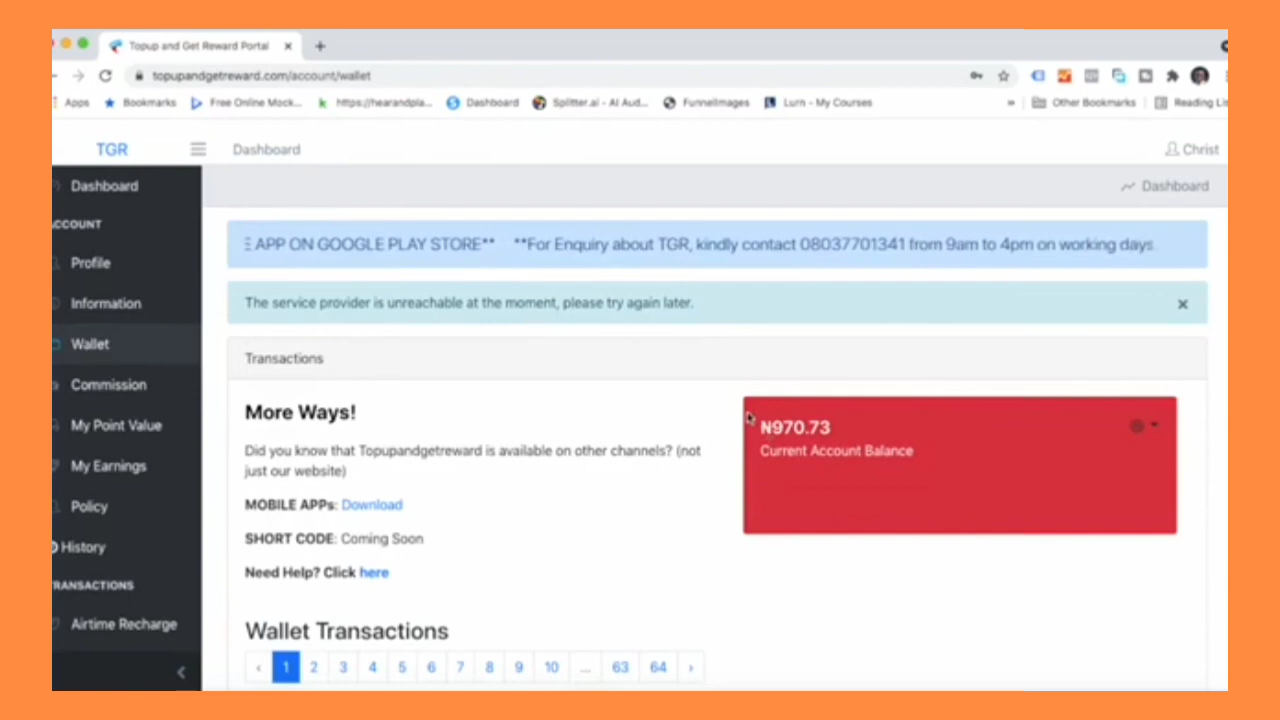 Topup and Get Reward Portal
topupandgetreward.com/account/wallet
Apps Bookmarks Free Online Mock... https://hearandpla... Dashboard Splitter.ai - AI Aud... FunnelImages Lurn - My Courses » Other Bookmarks Reading Lis
TGR Dashboard Christ
Dashboard
Dashboard
ACCOUNT
E APP ON GOOGLE PLAY STORE** **For Enquiry about TGR, kindly contact 08037701341 from 9am to 4pm on working days
Profile
Information
The service provider is unreachable at the moment, please try again later.
Wallet
Transactions
Commission
More Ways!
My Point Value
₦970.73
Current Account Balance
Did you know that Topupandgetreward is available on other channels? (not
just our website)
My Earnings
MOBILE APPs: Download
Policy
SHORT CODE: Coming Soon
History
Need Help? Click here
TRANSACTIONS
Airtime Recharge
Wallet Transactions
‹ 1 2 3 4 5 6 7 8 9 10 ... 63 64 ›